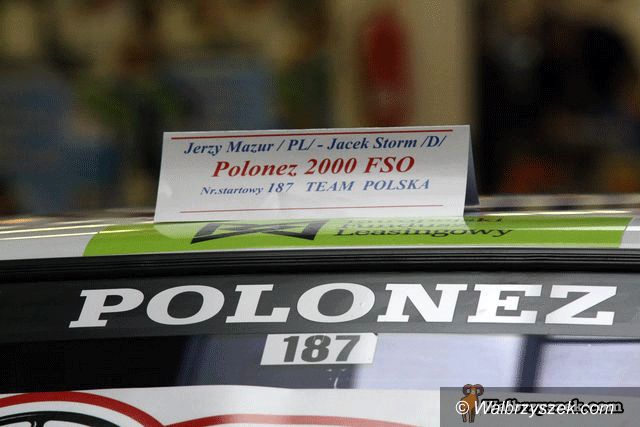 Jerzy Mazur /PL/ - Jacek Storm /D/
Polonez 2000 FSO
Nr.startowy 187 TEAM POLSKA
Leasingowy
POLONEZ
187
© Walbrzyszek.com